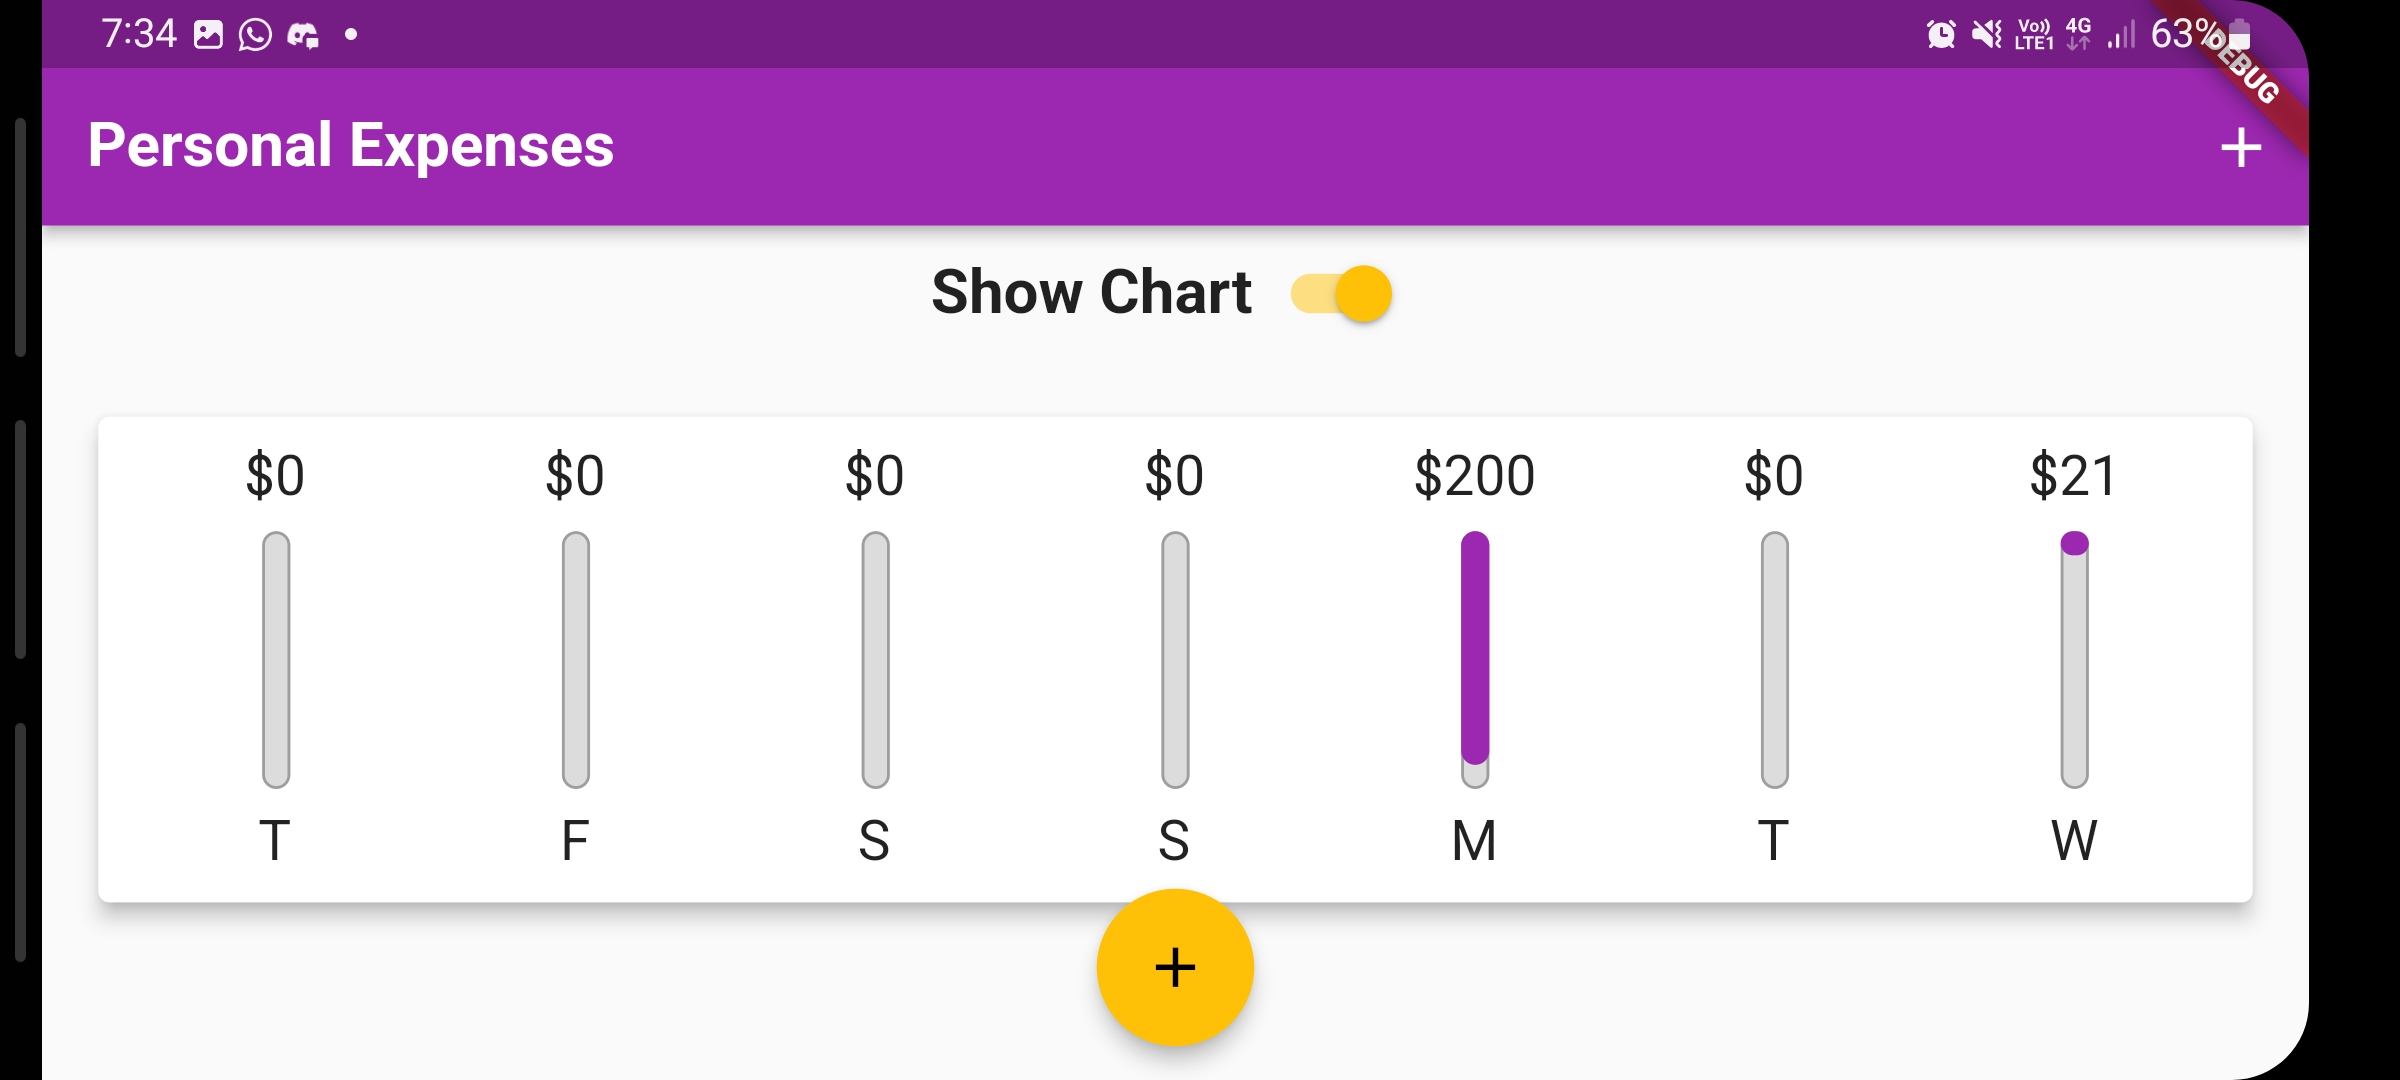 7:34 Vo)) LTE1 4G 63%
DEBUG
Personal Expenses +
Show Chart
$0 $0 $0 $0 $200 $0 $21
T F S S M T W
+